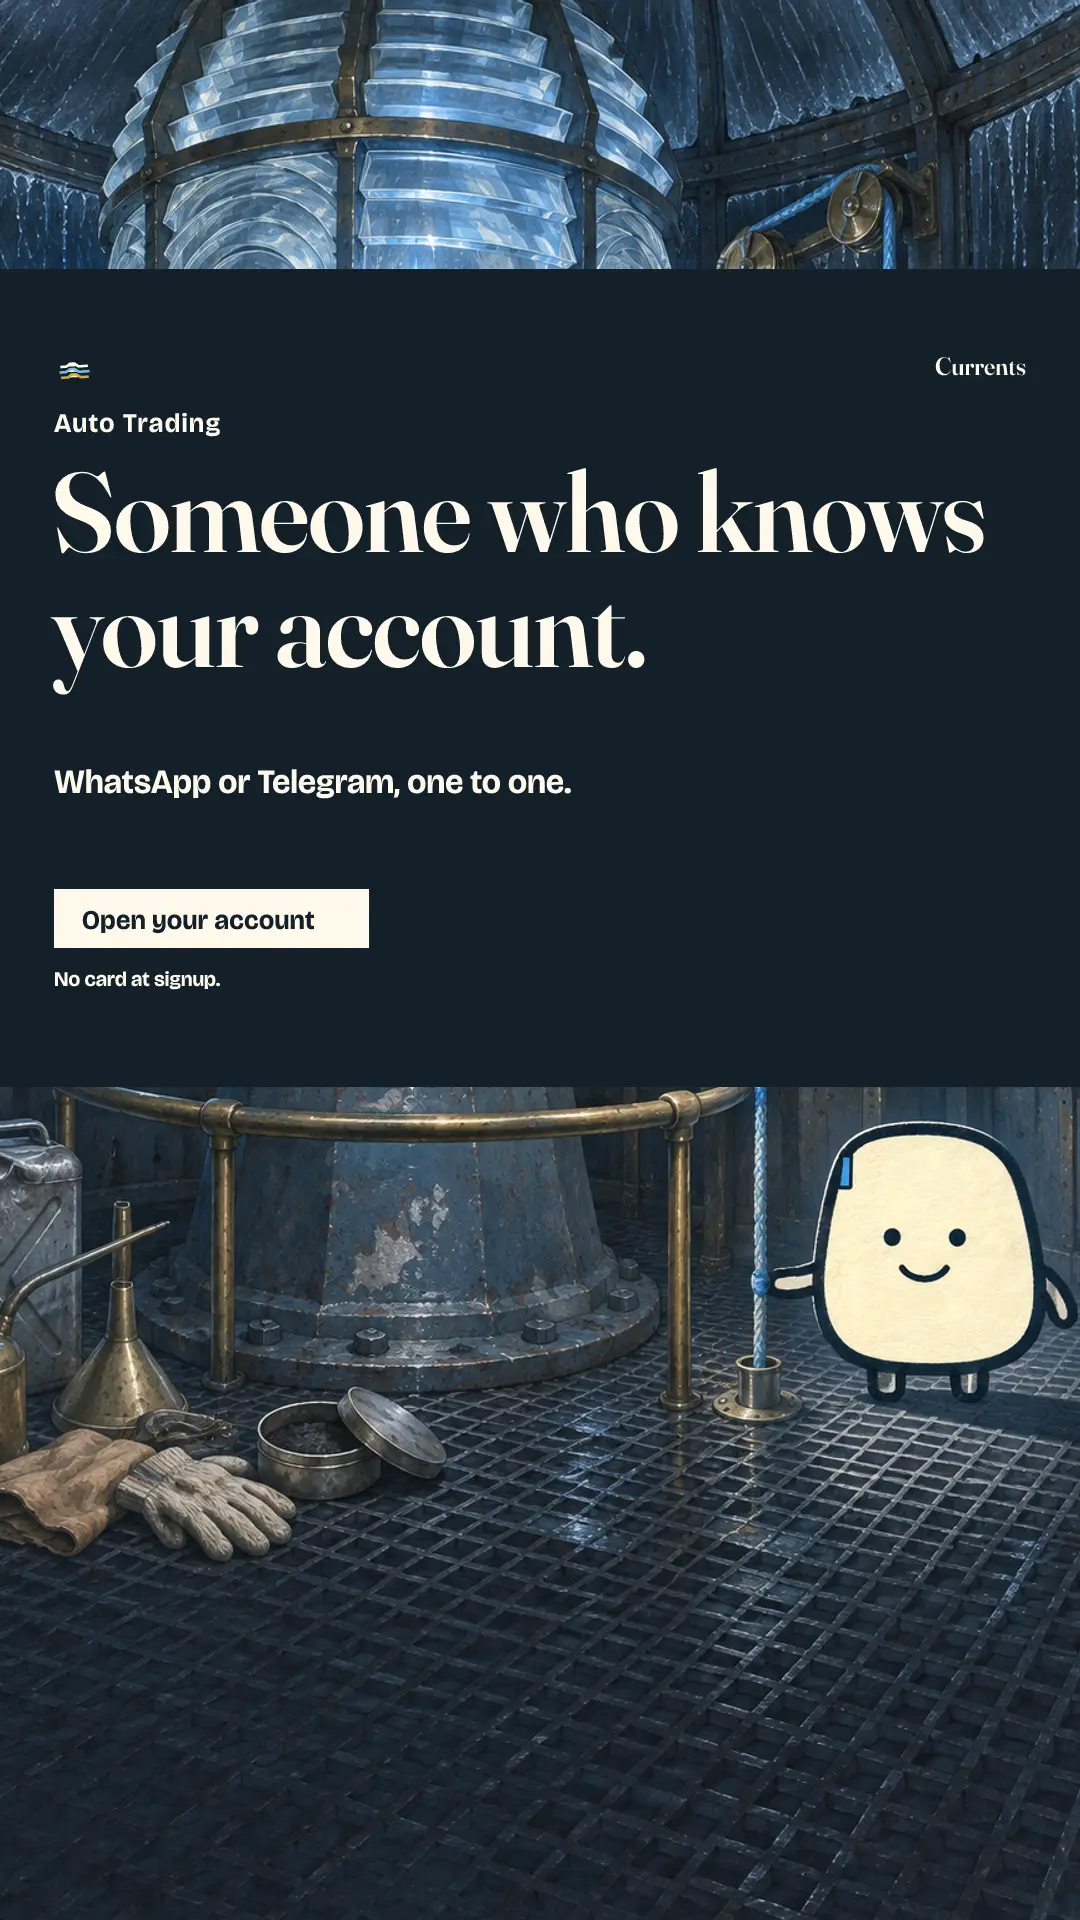 Currents
Auto Trading
Someone who knows
your account.
WhatsApp or Telegram, one to one.
Open your account
No card at signup.